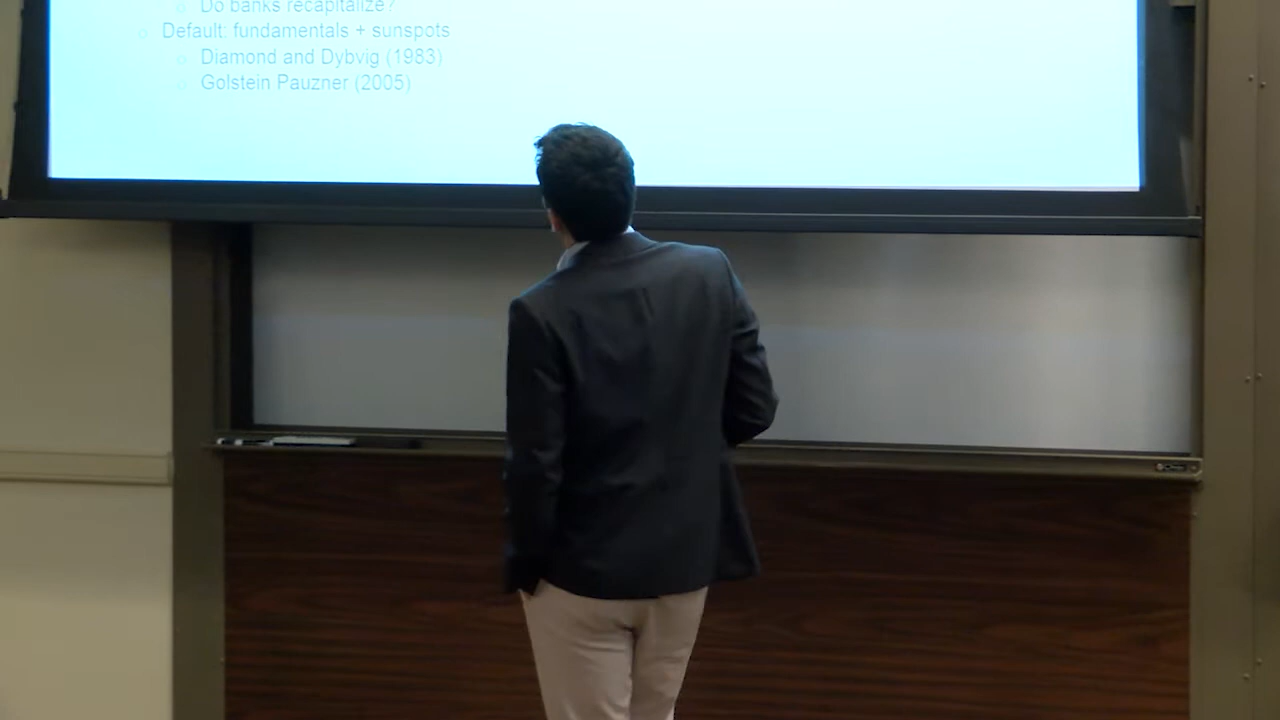 Do banks recapitalize?
Default: fundamentals + sunspots
Diamond and Dybvig (1983)
Golstein Pauzner (2005)